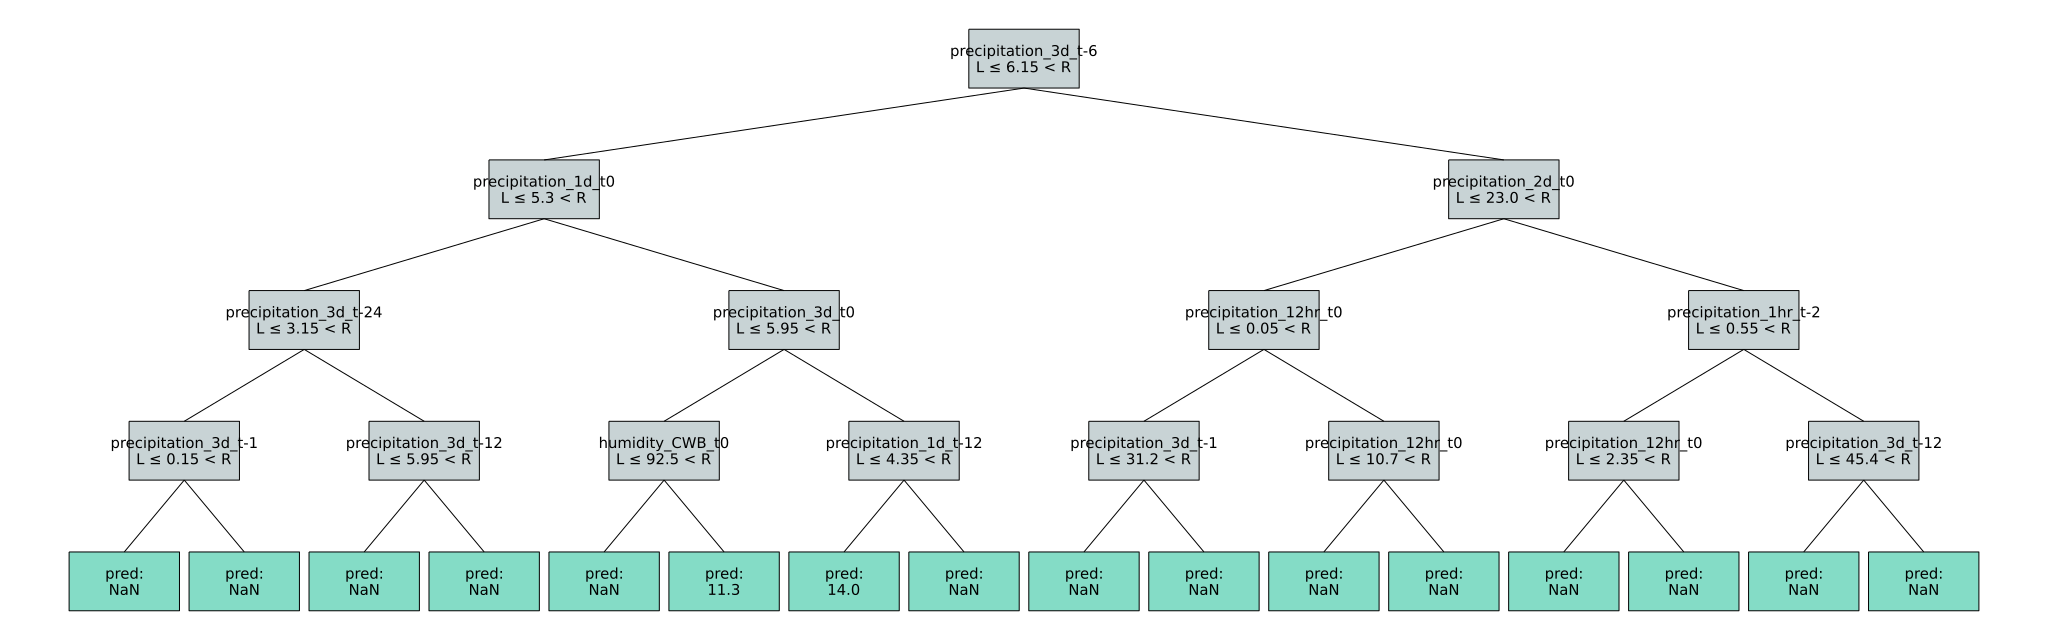 precipitation_3d_t-6
L ≤ 6.15 < R
precipitation_1d_t0
L ≤ 5.3 < R
precipitation_2d_t0
L ≤ 23.0 < R
precipitation_3d_t-24
L ≤ 3.15 < R
precipitation_3d_t0
L ≤ 5.95 < R
precipitation_12hr_t0
L ≤ 0.05 < R
precipitation_1hr_t-2
L ≤ 0.55 < R
precipitation_3d_t-1
L ≤ 0.15 < R
precipitation_3d_t-12
L ≤ 5.95 < R
humidity_CWB_t0
L ≤ 92.5 < R
precipitation_1d_t-12
L ≤ 4.35 < R
precipitation_3d_t-1
L ≤ 31.2 < R
precipitation_12hr_t0
L ≤ 10.7 < R
precipitation_12hr_t0
L ≤ 2.35 < R
precipitation_3d_t-12
L ≤ 45.4 < R
pred:
NaN
pred:
NaN
pred:
NaN
pred:
NaN
pred:
NaN
pred:
11.3
pred:
14.0
pred:
NaN
pred:
NaN
pred:
NaN
pred:
NaN
pred:
NaN
pred:
NaN
pred:
NaN
pred:
NaN
pred:
NaN